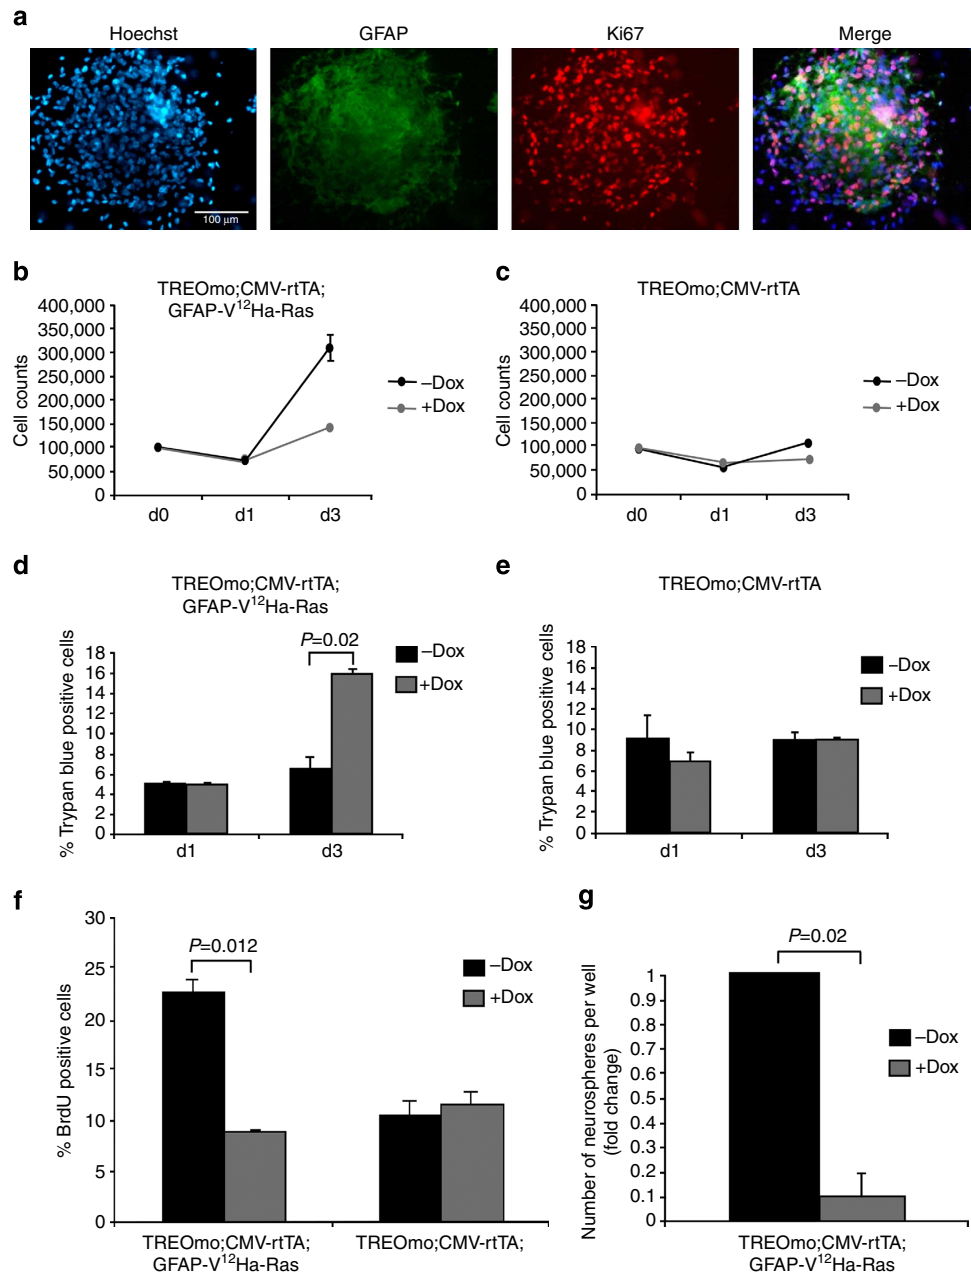 a
Hoechst
GFAP
Ki67
Merge
100 µm
b
TREOmo;CMV-rtTA;
GFAP-V12Ha-Ras
Cell counts
400,000
350,000
300,000
250,000
200,000
150,000
100,000
50,000
0
d0
d1
d3
–Dox
+Dox
c
TREOmo;CMV-rtTA
Cell counts
400,000
350,000
300,000
250,000
200,000
150,000
100,000
50,000
0
d0
d1
d3
–Dox
+Dox
d
TREOmo;CMV-rtTA;
GFAP-V12Ha-Ras
% Trypan blue positive cells
18
16
14
12
10
8
6
4
2
0
d1
d3
P=0.02
–Dox
+Dox
e
TREOmo;CMV-rtTA
% Trypan blue positive cells
18
16
14
12
10
8
6
4
2
0
d1
d3
–Dox
+Dox
f
% BrdU positive cells
30
25
20
15
10
5
0
P=0.012
–Dox
+Dox
TREOmo;CMV-rtTA;
GFAP-V12Ha-Ras
TREOmo;CMV-rtTA;
g
Number of neurospheres per well
(fold change)
1
0.9
0.8
0.7
0.6
0.5
0.4
0.3
0.2
0.1
0
P=0.02
–Dox
+Dox
TREOmo;CMV-rtTA;
GFAP-V12Ha-Ras